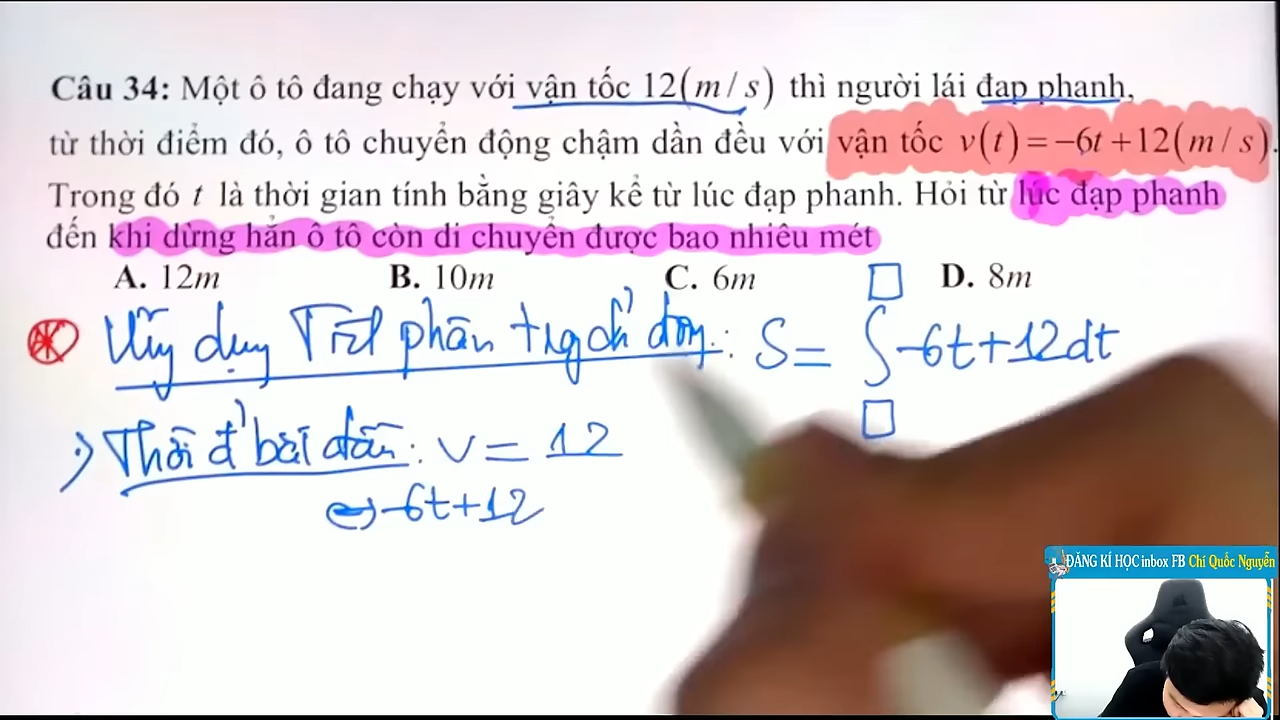 Câu 34: Một ô tô đang chạy với vận tốc 12(m/s) thì người lái đạp phanh,
từ thời điểm đó, ô tô chuyển động chậm dần đều với vận tốc v(t)=−6t+12(m/s).
Trong đó t là thời gian tính bằng giây kể từ lúc đạp phanh. Hỏi từ lúc đạp phanh
đến khi dừng hẳn ô tô còn di chuyển được bao nhiêu mét
A. 12m B. 10m C. 6m D. 8m
Ứng dụng Tích phân trong chuyển động: S = ∫ -6t+12dt
Thời đ' bắt đầu: v = 12
⇔ -6t+12
ĐĂNG KÍ HỌC inbox FB Chí Quốc Nguyễn